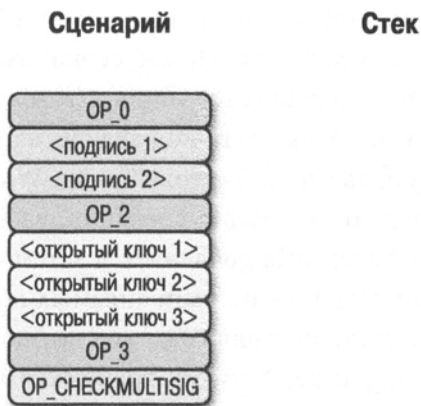 Сценарий Стек
OP_0
<подпись 1>
<подпись 2>
OP_2
<открытый ключ 1>
<открытый ключ 2>
<открытый ключ 3>
OP_3
OP_CHECKMULTISIG